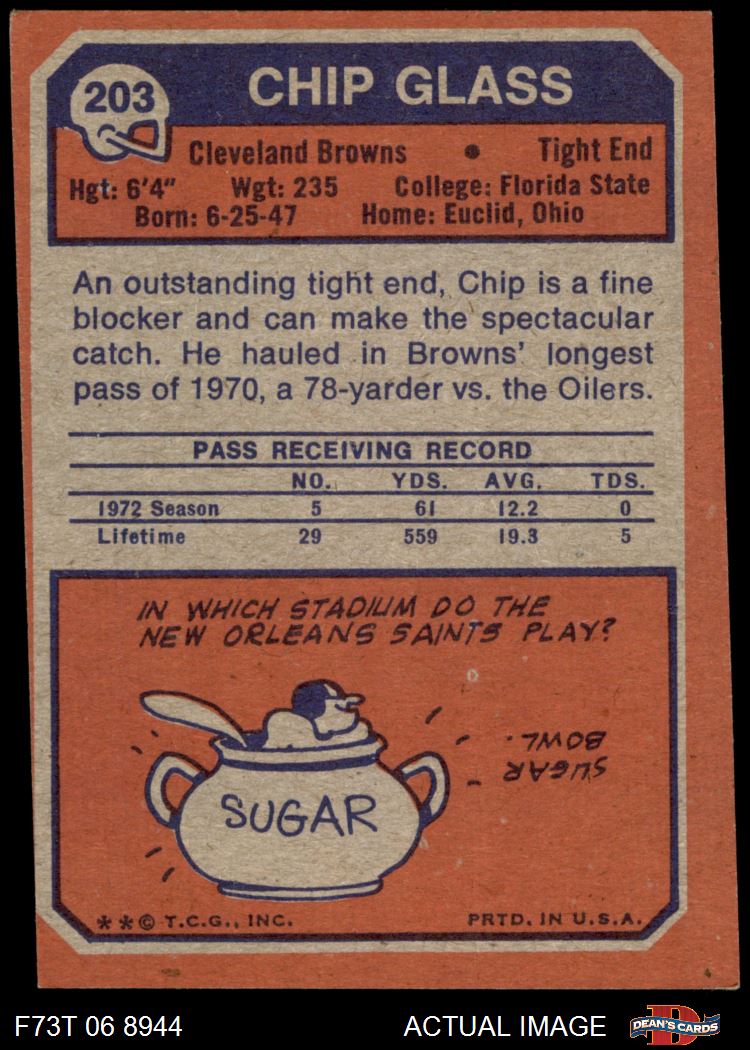 203
CHIP GLASS
Cleveland Browns • Tight End
Hgt: 6'4" Wgt: 235 College: Florida State
Born: 6-25-47 Home: Euclid, Ohio
An outstanding tight end, Chip is a fine
blocker and can make the spectacular
catch. He hauled in Browns' longest
pass of 1970, a 78-yarder vs. the Oilers.
PASS RECEIVING RECORD
NO. YDS. AVG. TDS.
1972 Season 5 61 12.2 0
Lifetime 29 559 19.3 5
IN WHICH STADIUM DO THE
NEW ORLEANS SAINTS PLAY?
SUGAR
BOWL.
SUGAR
**© T.C.G., INC. PRTD. IN U.S.A.
F73T 06 8944 ACTUAL IMAGE D DEAN'S CARDS